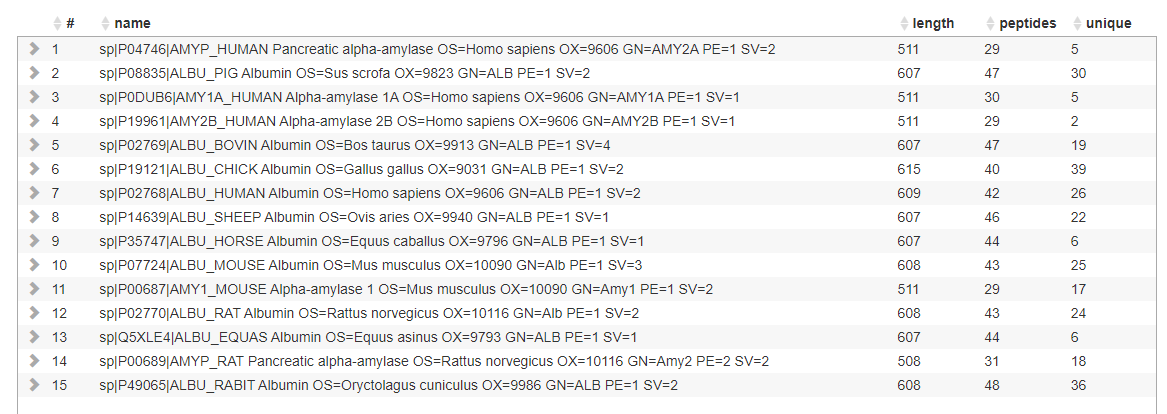 # name length peptides unique
1 sp|P04746|AMYP_HUMAN Pancreatic alpha-amylase OS=Homo sapiens OX=9606 GN=AMY2A PE=1 SV=2 511 29 5
2 sp|P08835|ALBU_PIG Albumin OS=Sus scrofa OX=9823 GN=ALB PE=1 SV=2 607 47 30
3 sp|P0DUB6|AMY1A_HUMAN Alpha-amylase 1A OS=Homo sapiens OX=9606 GN=AMY1A PE=1 SV=1 511 30 5
4 sp|P19961|AMY2B_HUMAN Alpha-amylase 2B OS=Homo sapiens OX=9606 GN=AMY2B PE=1 SV=1 511 29 2
5 sp|P02769|ALBU_BOVIN Albumin OS=Bos taurus OX=9913 GN=ALB PE=1 SV=4 607 47 19
6 sp|P19121|ALBU_CHICK Albumin OS=Gallus gallus OX=9031 GN=ALB PE=1 SV=2 615 40 39
7 sp|P02768|ALBU_HUMAN Albumin OS=Homo sapiens OX=9606 GN=ALB PE=1 SV=2 609 42 26
8 sp|P14639|ALBU_SHEEP Albumin OS=Ovis aries OX=9940 GN=ALB PE=1 SV=1 607 46 22
9 sp|P35747|ALBU_HORSE Albumin OS=Equus caballus OX=9796 GN=ALB PE=1 SV=1 607 44 6
10 sp|P07724|ALBU_MOUSE Albumin OS=Mus musculus OX=10090 GN=Alb PE=1 SV=3 608 43 25
11 sp|P00687|AMY1_MOUSE Alpha-amylase 1 OS=Mus musculus OX=10090 GN=Amy1 PE=1 SV=2 511 29 17
12 sp|P02770|ALBU_RAT Albumin OS=Rattus norvegicus OX=10116 GN=Alb PE=1 SV=2 608 43 24
13 sp|Q5XLE4|ALBU_EQUAS Albumin OS=Equus asinus OX=9793 GN=ALB PE=1 SV=1 607 44 6
14 sp|P00689|AMYP_RAT Pancreatic alpha-amylase OS=Rattus norvegicus OX=10116 GN=Amy2 PE=2 SV=2 508 31 18
15 sp|P49065|ALBU_RABIT Albumin OS=Oryctolagus cuniculus OX=9986 GN=ALB PE=1 SV=2 608 48 36